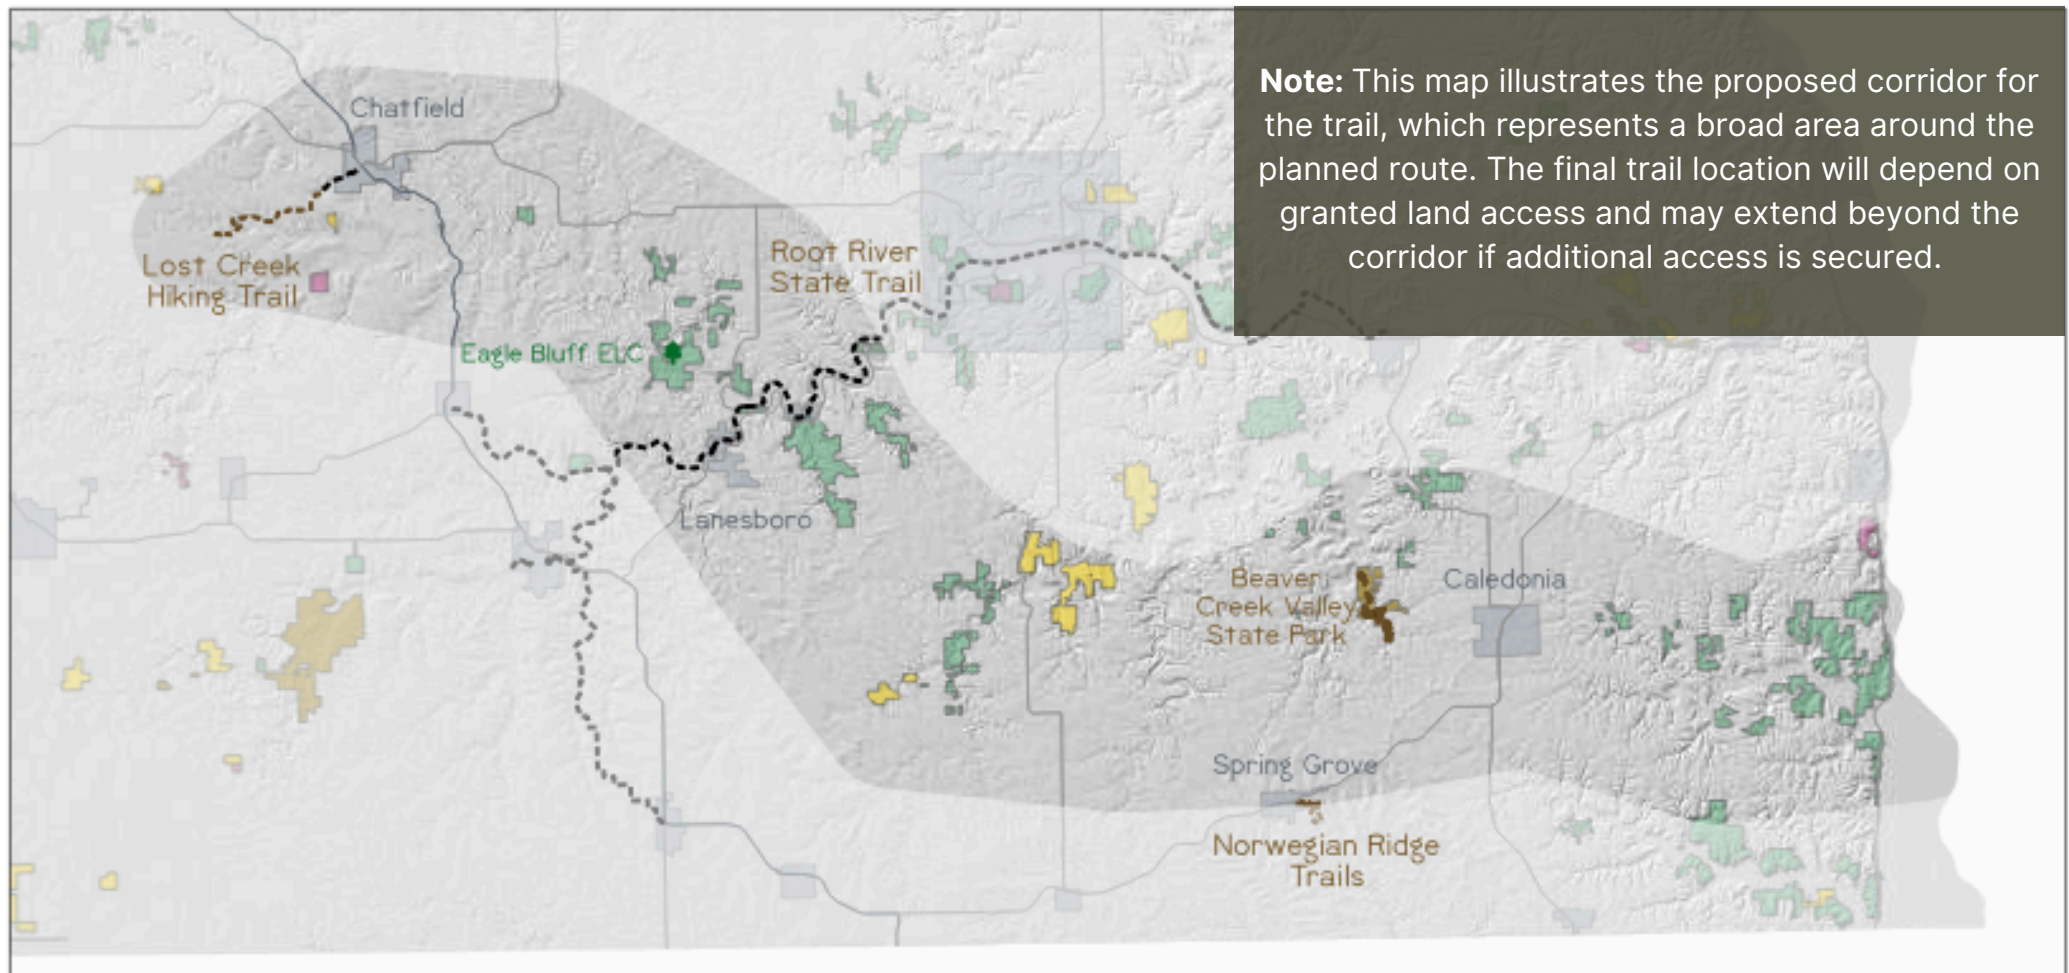 Note: This map illustrates the proposed corridor for
the trail, which represents a broad area around the
planned route. The final trail location will depend on
granted land access and may extend beyond the
corridor if additional access is secured.
Chatfield
Root River
State Trail
Lost Creek
Hiking Trail
Eagle Bluff ELC
Lanesboro
Beaver
Creek Valley
State Park
Caledonia
Spring Grove
Norwegian Ridge
Trails